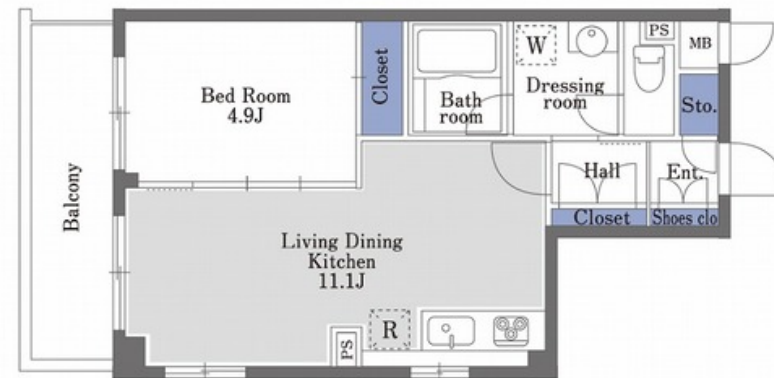 Balcony
Bed Room
4.9J
Closet
Bath
room
W
Dressing
room
PS
MB
Sto.
Hall
Ent.
Closet
Shoes clo
Living Dining
Kitchen
11.1J
R
PS